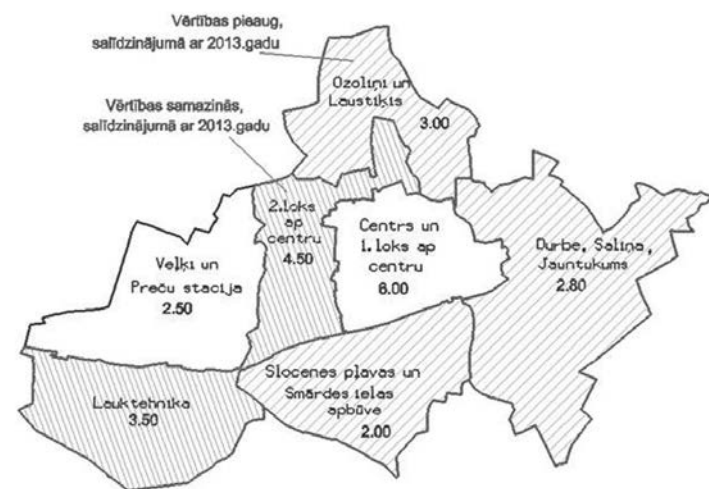 Vērtības pieaug,
salīdzinājumā ar 2013.gadu
Ozoliņi un
Laustiķis
3.00
Vērtības samazinās,
salīdzinājumā ar 2013.gadu
2.loks
ap
centru
4.50
Centrs un
1.loks ap
centru
6.00
Durbe, Saliņa,
Jauntukums
2.80
Veļķi un
Preču stacija
2.50
Slocenes pļavas un
Smārdes ielas
apbūve
2.00
Lauktehnika
3.50